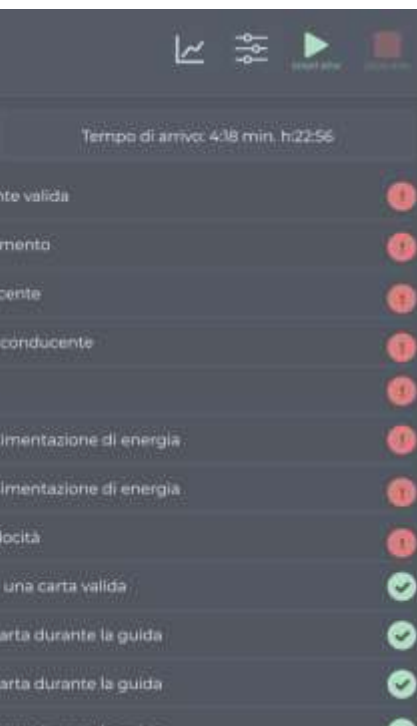 Tempo di arrivo: 4:18 min. h:22:56
nte valida
mento
cente
conducente
imentazione di energia
imentazione di energia
locità
una carta valida
arta durante la guida
arta durante la guida